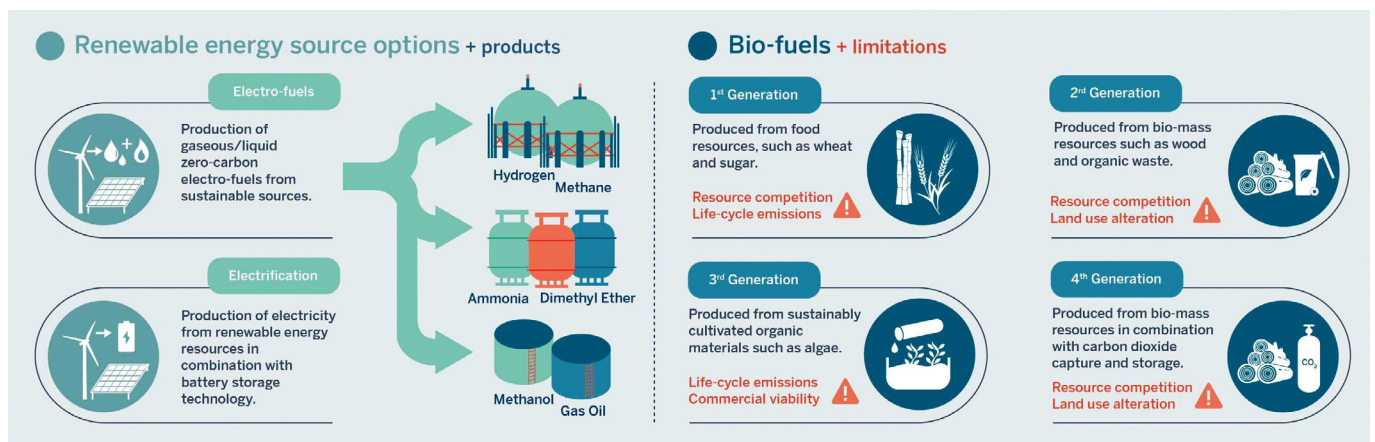 Renewable energy source options + products
Electro-fuels
Production of
gaseous/liquid
zero-carbon
electro-fuels from
sustainable sources.
Electrification
Production of electricity
from renewable energy
resources in
combination with
battery storage
technology.
Hydrogen
Methane
Ammonia Dimethyl Ether
Methanol
Gas Oil
Bio-fuels + limitations
1st Generation
Produced from food
resources, such as wheat
and sugar.
Resource competition
Life-cycle emissions
2rd Generation
Produced from bio-mass
resources such as wood
and organic waste.
Resource competition
Land use alteration
3rd Generation
Produced from sustainably
cultivated organic
materials such as algae.
Life-cycle emissions
Commercial viability
4th Generation
Produced from bio-mass
resources in combination
with carbon dioxide
capture and storage.
Resource competition
Land use alteration
CO₂